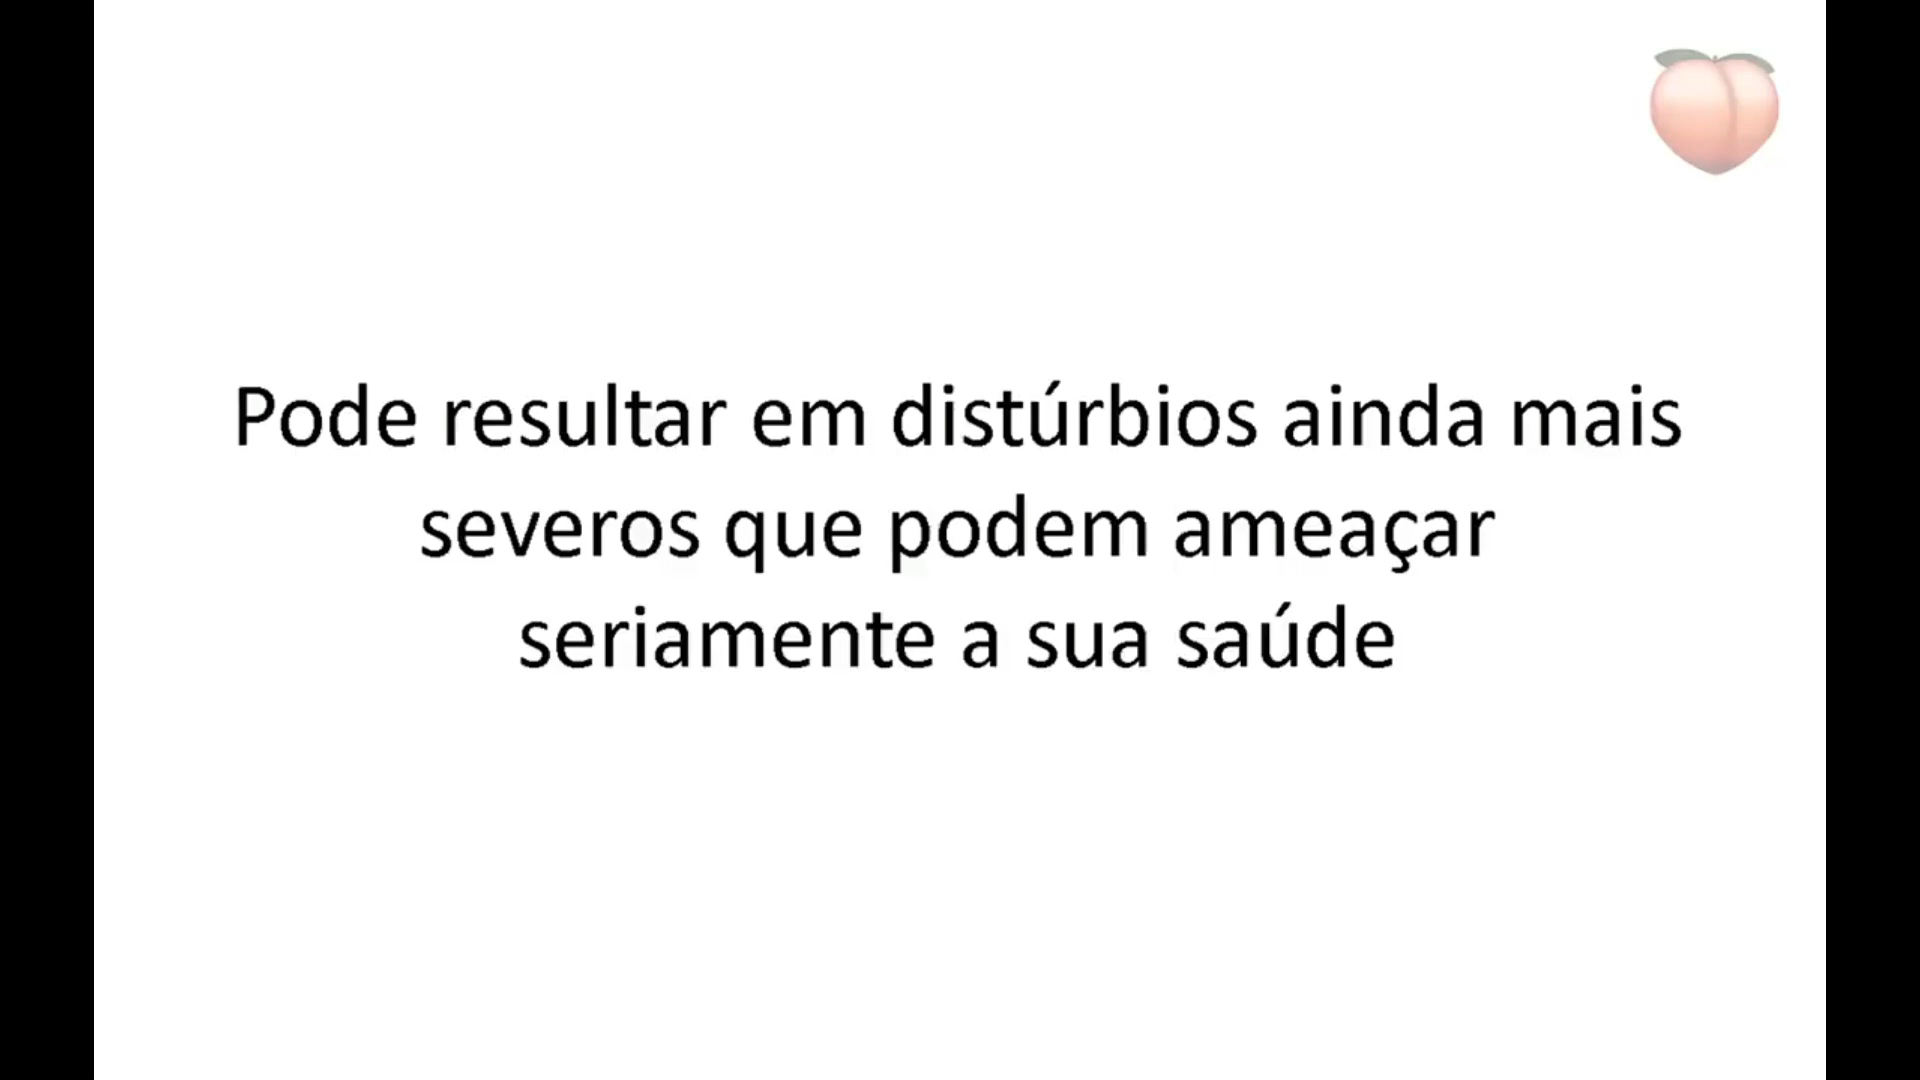 Pode resultar em distúrbios ainda mais
severos que podem ameaçar
seriamente a sua saúde